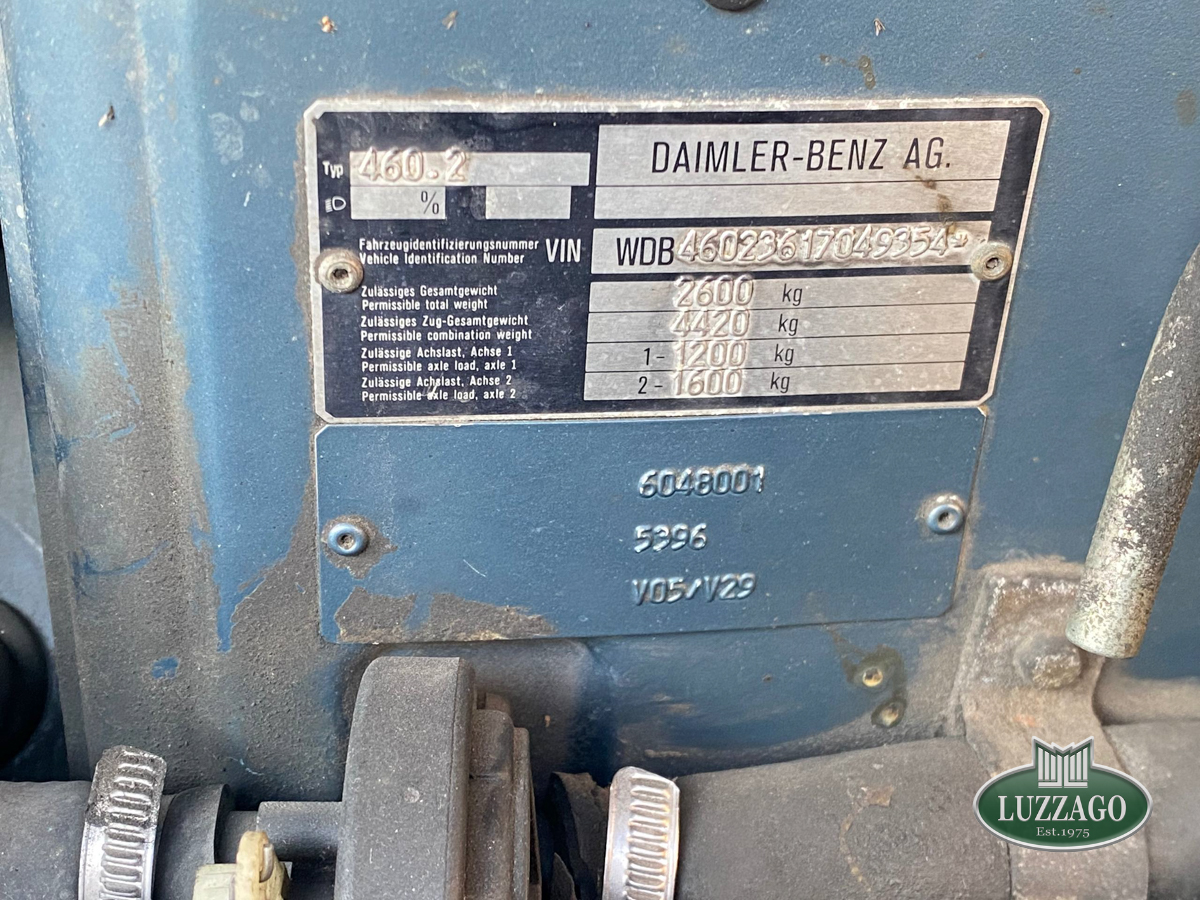 Typ 460.2
DAIMLER-BENZ AG.
%
Fahrzeugidentifizierungsnummer
Vehicle Identification Number VIN WDB46023617049354*
Zulässiges Gesamtgewicht
Permissible total weight 2600 kg
Zulässiges Zug-Gesamtgewicht
Permissible combination weight 4420 kg
Zulässige Achslast, Achse 1
Permissible axle load, axle 1 1-1200 kg
Zulässige Achslast, Achse 2
Permissible axle load, axle 2 2-1600 kg
6048001
5396
V05/V29
LUZZAGO
Est.1975